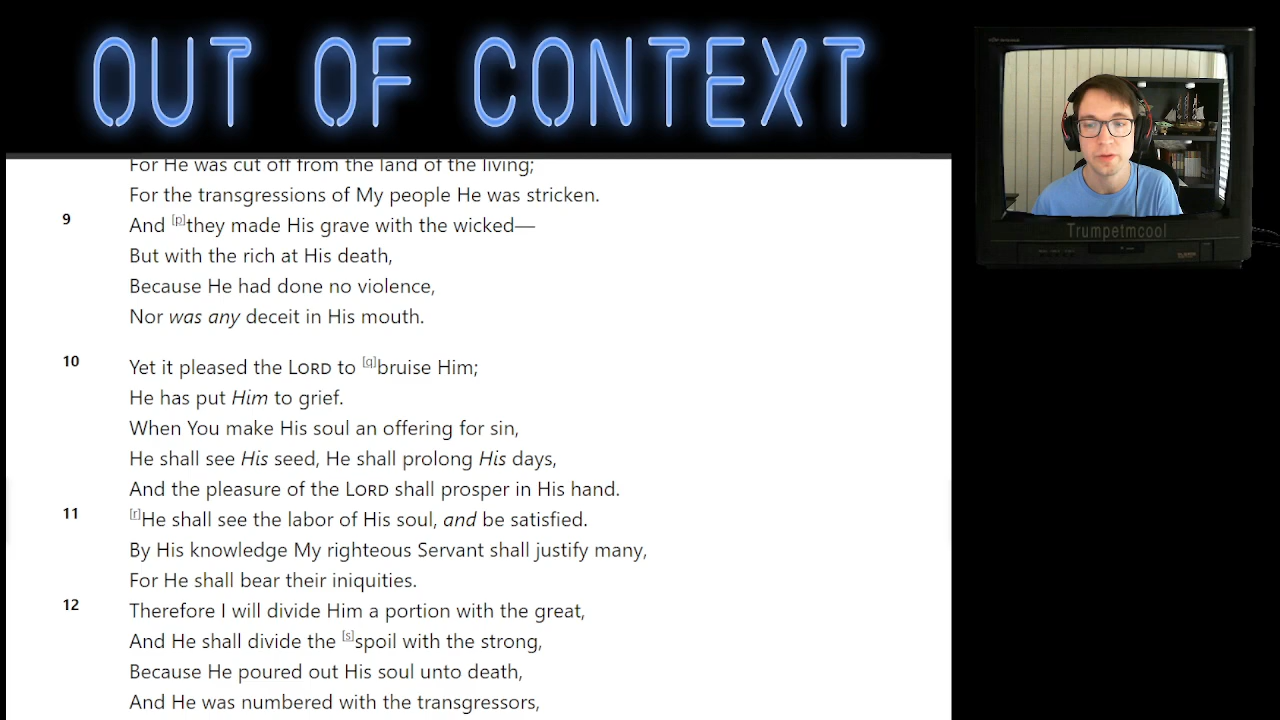 OUT OF CONTEXT
For He was cut off from the land of the living;
For the transgressions of My people He was stricken.
9 And [p]they made His grave with the wicked—
But with the rich at His death,
Because He had done no violence,
Nor was any deceit in His mouth.
10 Yet it pleased the LORD to [q]bruise Him;
He has put Him to grief.
When You make His soul an offering for sin,
He shall see His seed, He shall prolong His days,
And the pleasure of the LORD shall prosper in His hand.
11 [r]He shall see the labor of His soul, and be satisfied.
By His knowledge My righteous Servant shall justify many,
For He shall bear their iniquities.
12 Therefore I will divide Him a portion with the great,
And He shall divide the [s]spoil with the strong,
Because He poured out His soul unto death,
And He was numbered with the transgressors,
Trumpetmcool